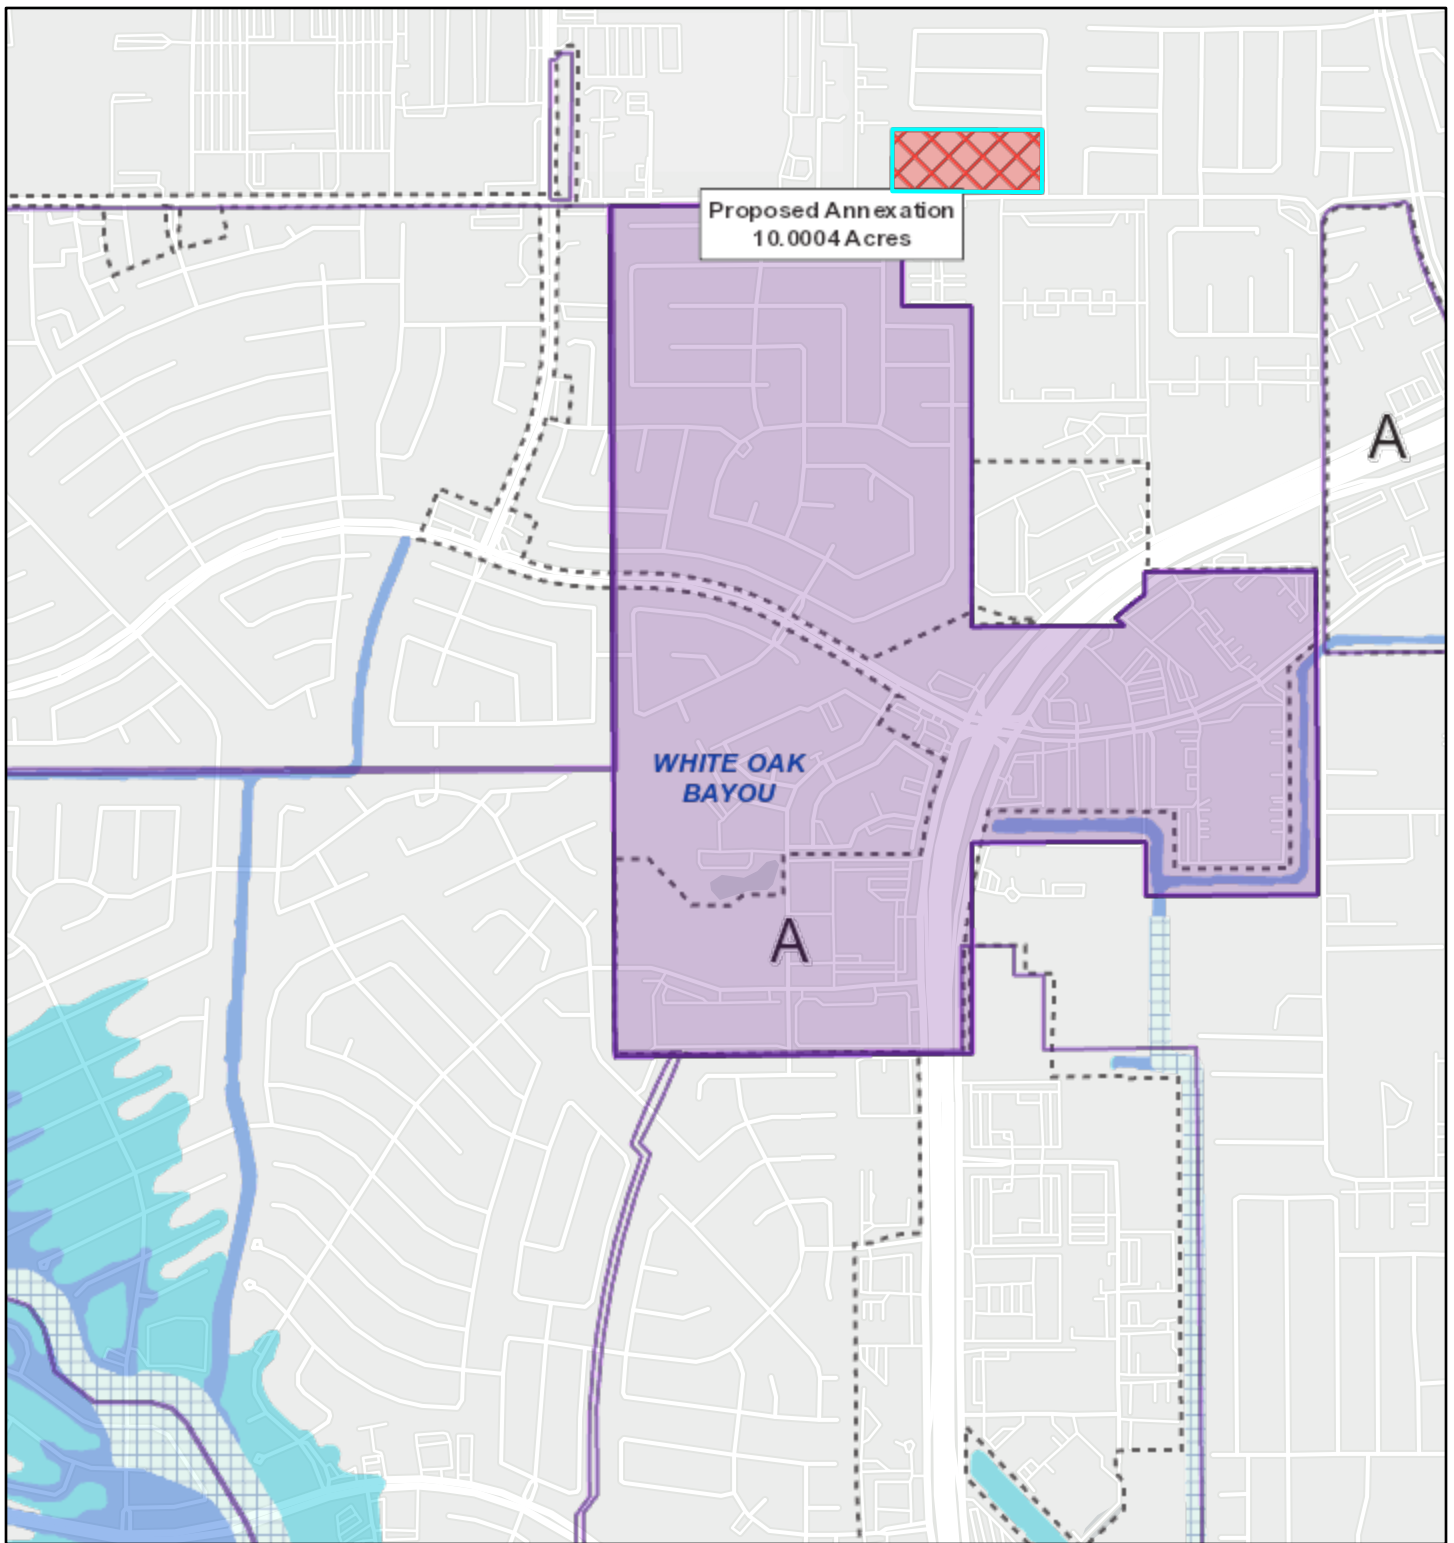 Proposed Annexation
10.0004 Acres
A
WHITE OAK
BAYOU
A